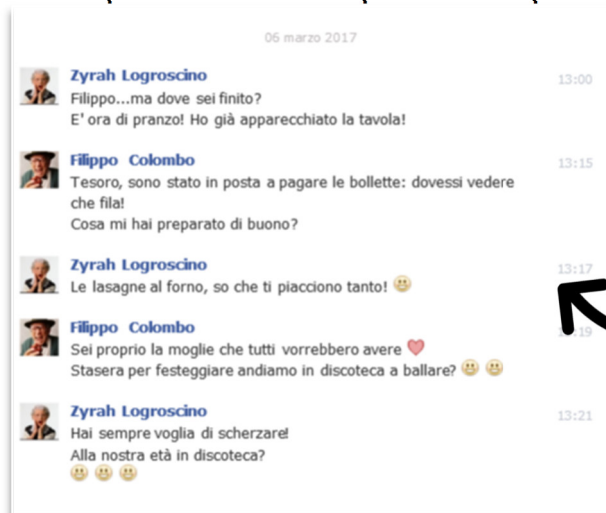 06 marzo 2017
Zyrah Logroscino 13:00
Filippo...ma dove sei finito?
E' ora di pranzo! Ho già apparecchiato la tavola!
Filippo Colombo 13:15
Tesoro, sono stato in posta a pagare le bollette: dovessi vedere
che fila!
Cosa mi hai preparato di buono?
Zyrah Logroscino 13:17
Le lasagne al forno, so che ti piacciono tanto!
Filippo Colombo :19
Sei proprio la moglie che tutti vorrebbero avere
Stasera per festeggiare andiamo in discoteca a ballare?
Zyrah Logroscino 13:21
Hai sempre voglia di scherzare!
Alla nostra età in discoteca?